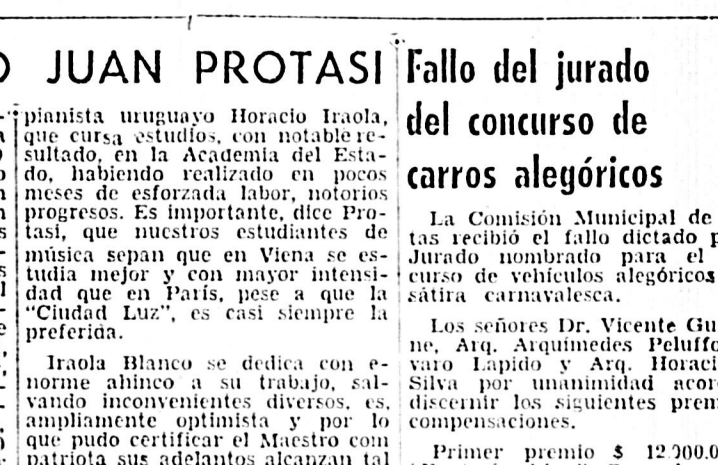 JUAN PROTASI
pianista uruguayo Horacio Iraola,
que cursa estudios, con notable re-
sultado, en la Academia del Esta-
do, habiendo realizado en pocos
meses de esforzada labor, notorios
progresos. Es importante, dice Pro-
tasi, que nuestros estudiantes de
música sepan que en Viena se es-
tudia mejor y con mayor intensi-
dad que en París, pese a que la
"Ciudad Luz", es casi siempre la
preferida.
Iraola Blanco se dedica con e-
norme ahinco a su trabajo, sal-
vando inconvenientes diversos, es,
ampliamente optimista y por lo
que pudo certificar el Maestro com
patriota sus adelantos alcanzan tal
Fallo del jurado
del concurso de
carros alegóricos
La Comisión Municipal de
tas recibió el fallo dictado p
Jurado nombrado para el
curso de vehículos alegóricos
sátira carnavalesca.
Los señores Dr. Vicente Gu
ne, Arq. Arquímedes Peluffo
varo Lapido y Arq. Horaci
Silva por unanimidad acor
discernir los siguientes prem
compensaciones.
Primer premio $ 12.000.0